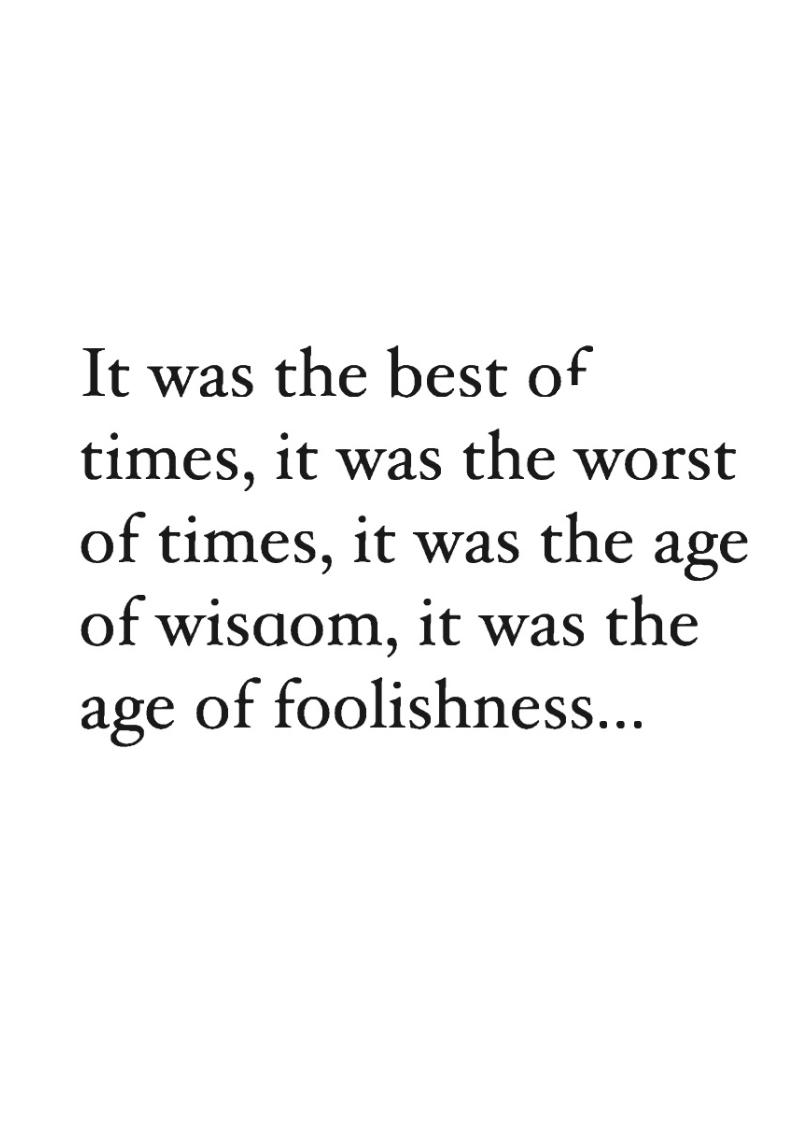 It was the best of
times, it was the worst
of times, it was the age
of wisaom, it was the
age of foolishness...